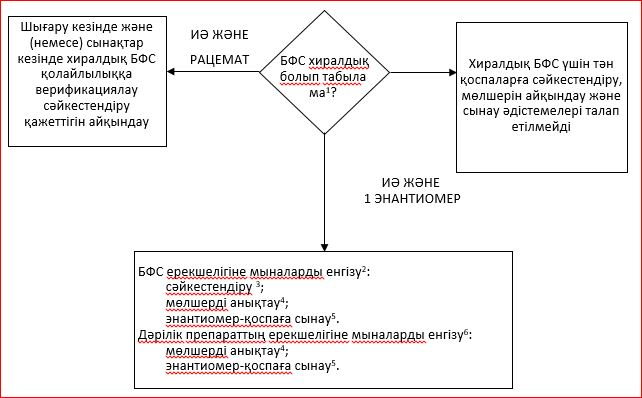 Шығару кезінде және
(немесе) сынақтар
кезінде хиралдық БФС
қолайлылыққа
верификациялау
сәйкестендіру
қажеттігін айқындау
ИӘ ЖӘНЕ
РАЦЕМАТ
БФС хиралдық
болып табыла
ма¹?
Хиралдық БФС үшін тән
қоспаларға сәйкестендіру,
мөлшерін айқындау және
сынау әдістемелері талап
етілмейді
ИӘ ЖӘНЕ
1 ЭНАНТИОМЕР
БФС ерекшелігіне мыналарды енгізу²:
сәйкестендіру ³;
мөлшерді анықтау⁴;
энантиомер-қоспаға сынау⁵.
Дәрілік препараттың ерекшелігіне мыналарды енгізу⁶:
мөлшерді анықтау⁴;
энантиомер-қоспаға сынау⁵.